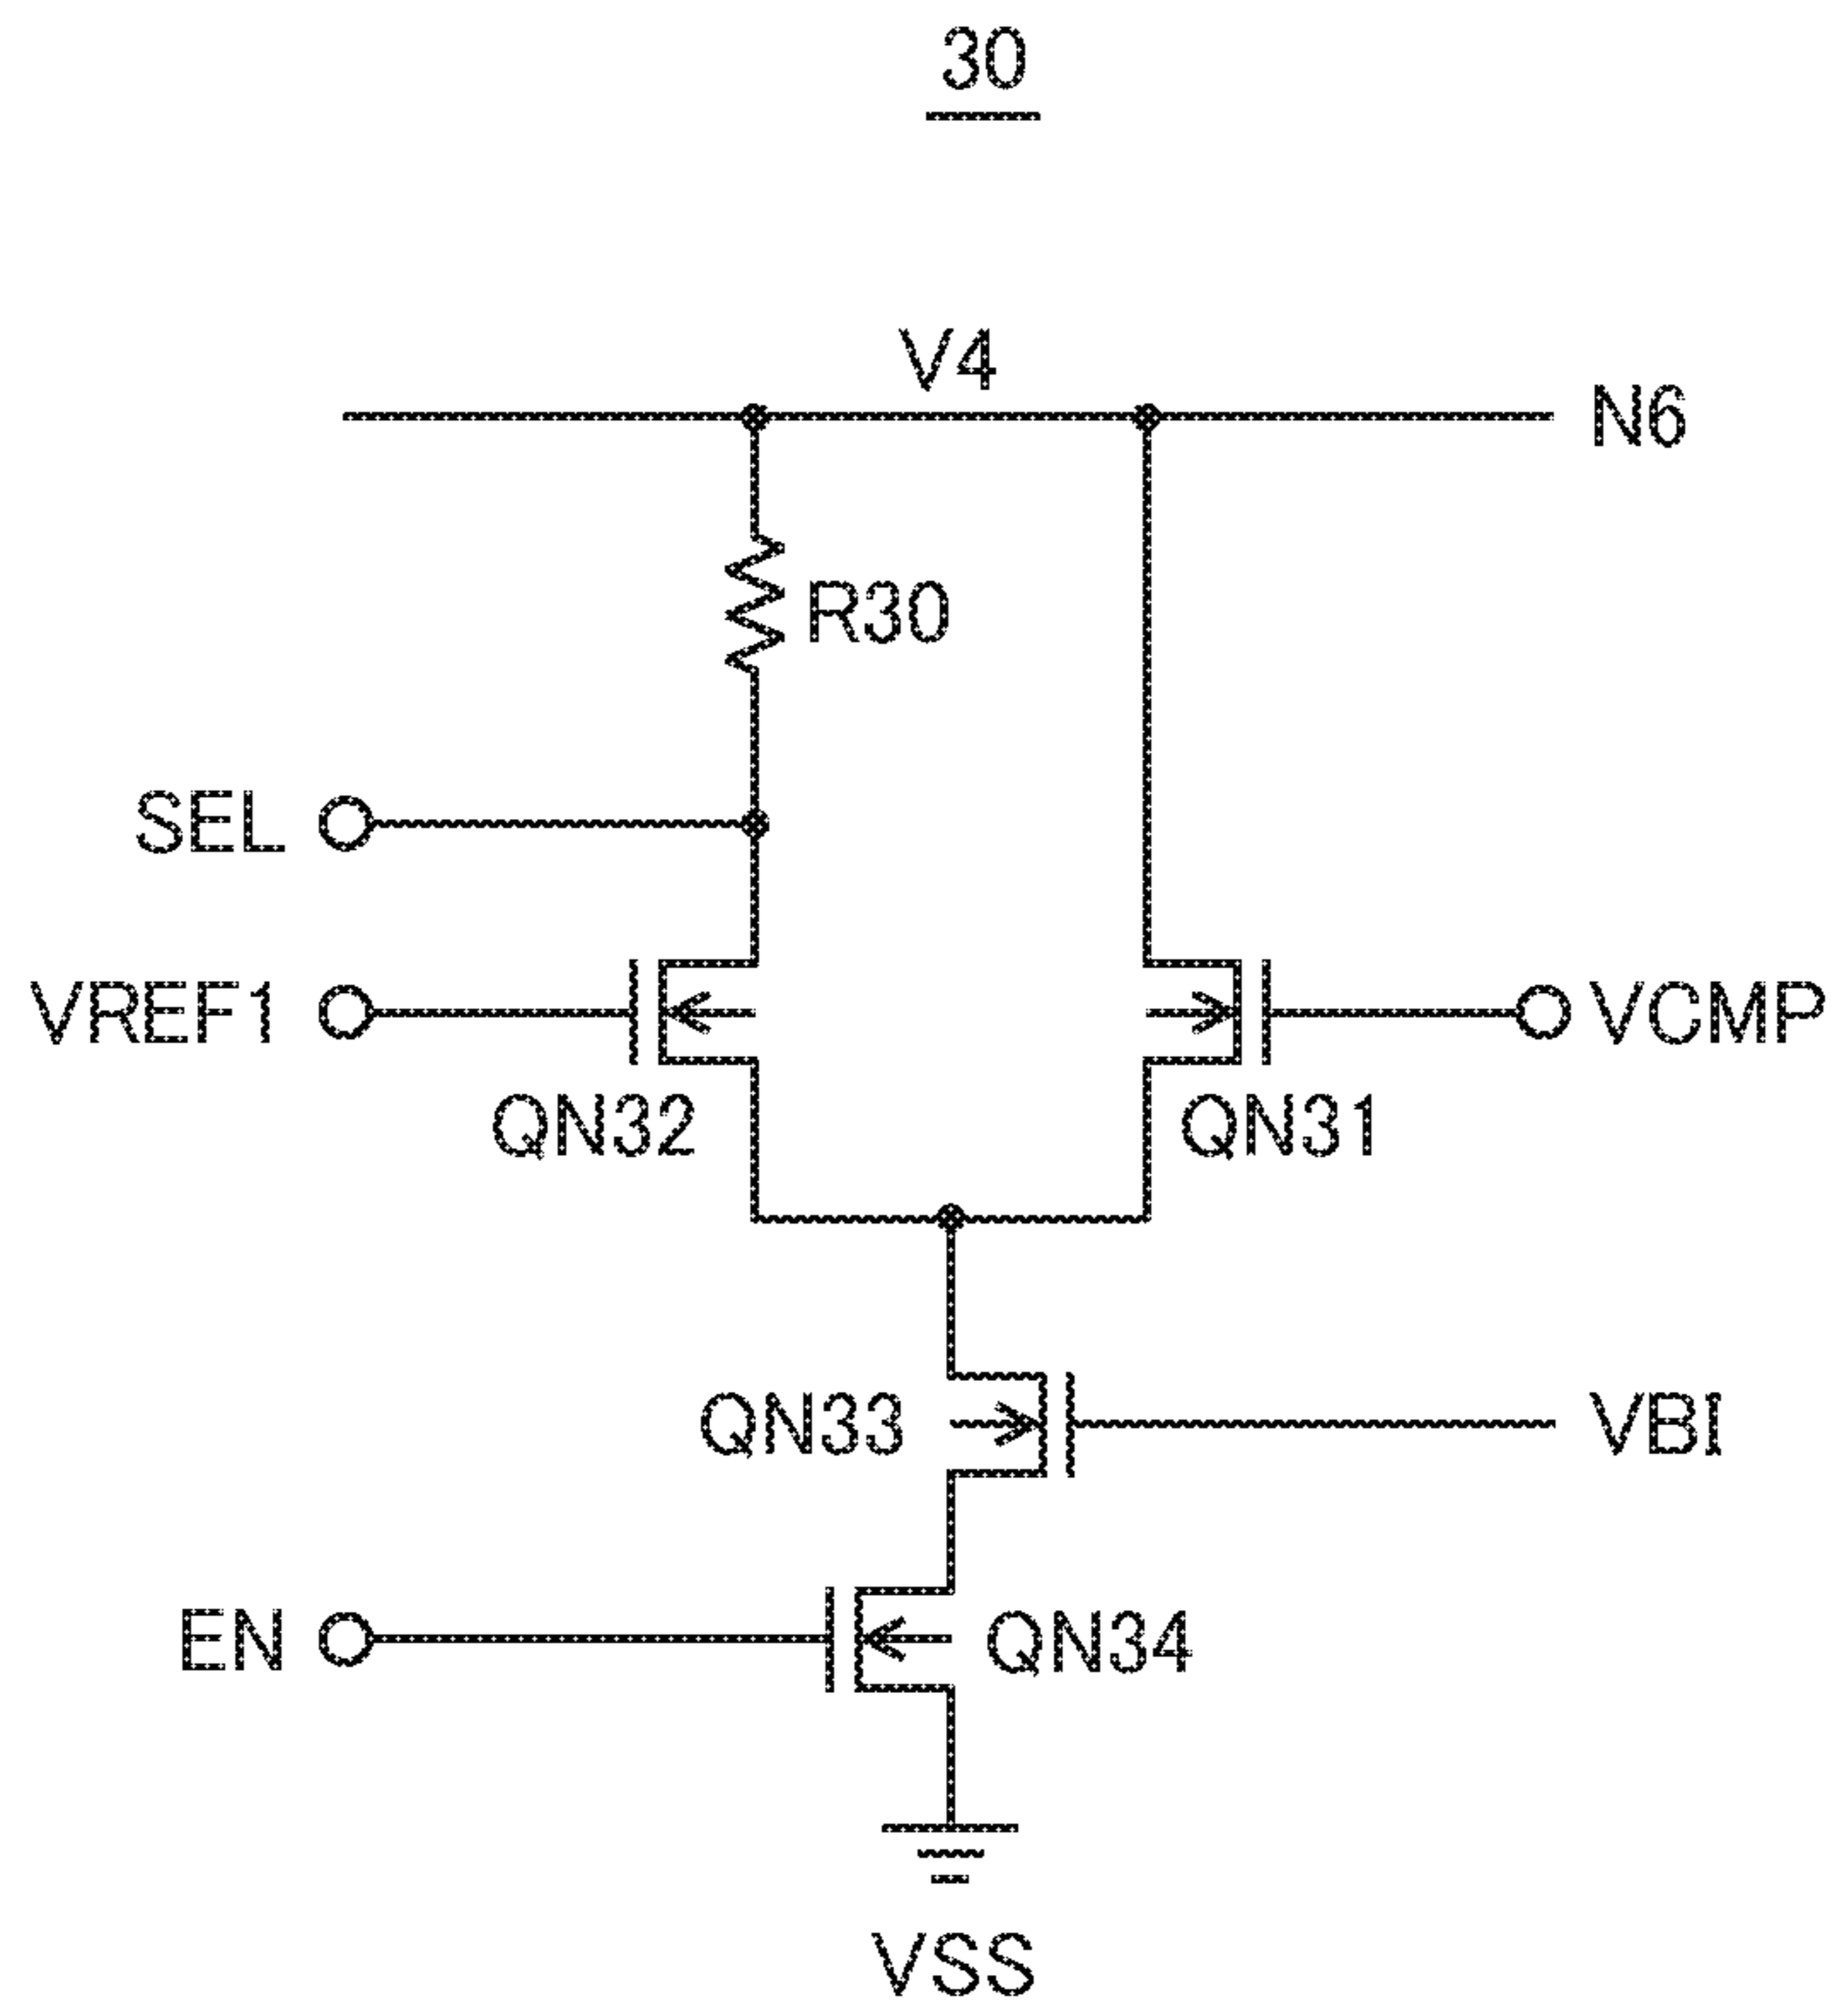 30
V4
N6
R30
SEL
VREF1
VCMP
QN32
QN31
QN33
VBI
EN
QN34
VSS